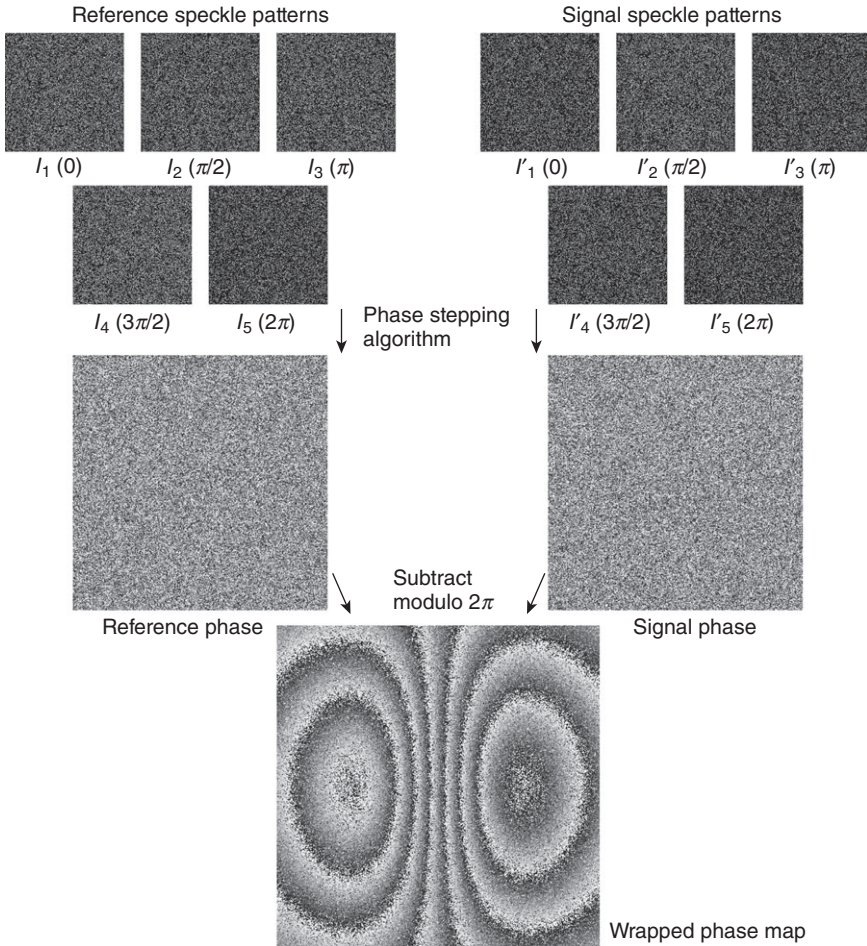 Reference speckle patterns
Signal speckle patterns
I1 (0)
I2 (π/2)
I3 (π)
I'1 (0)
I'2 (π/2)
I'3 (π)
I4 (3π/2)
I5 (2π)
I'4 (3π/2)
I'5 (2π)
Phase stepping
algorithm
Subtract
modulo 2π
Reference phase
Signal phase
Wrapped phase map